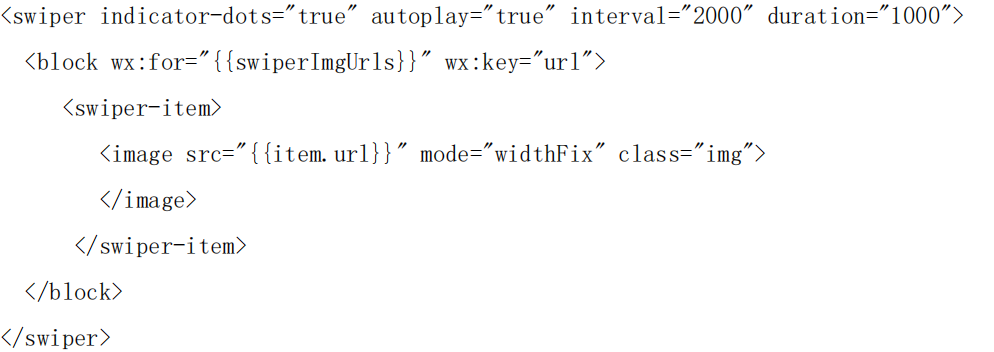 <swiper indicator-dots="true" autoplay="true" interval="2000" duration="1000">
<block wx:for="{{swiperImgUrls}}" wx:key="url">
<swiper-item>
<image src="{{item.url}}" mode="widthFix" class="img">
</image>
</swiper-item>
</block>
</swiper>